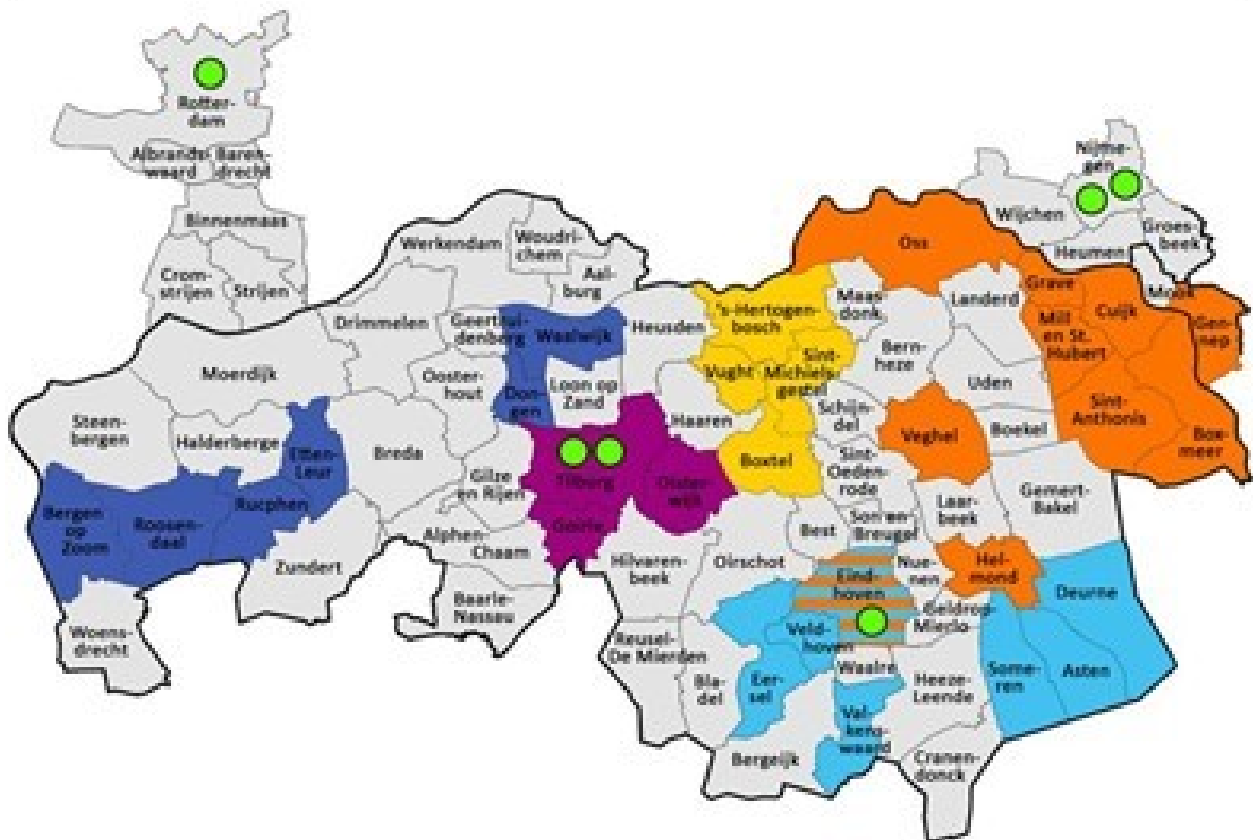 Rotter-
dam
Albrands-
waard
Baren-
drecht
Binnenmaas
Crom-
strijen
Strijen
Nijme-
gen
Wijchen
Groes-
beek
Heumen
Mook
Werkendam
Woudri-
chem
Aal-
burg
Oss
Grave
Cuijk
Gen-
nep
Mill
en St.
Hubert
Sint-
Anthonis
Box-
meer
Landerd
Maas-
donk
's-Hertogen-
bosch
Heusden
Waalwijk
Geertrui-
denberg
Drimmelen
Moerdijk
Ooster-
hout
Don-
gen
Loon op
Zand
Vught
Sint-
Michiels-
gestel
Bern-
heze
Uden
Boekel
Veghel
Schijn-
del
Haaren
Boxtel
Sint-
Oeden-
rode
Steen-
bergen
Halderberge
Etten-
Leur
Breda
Gilze
en Rijen
Tilburg
Oister-
wijk
Goirle
Rucphen
Roosen-
daal
Bergen
op
Zoom
Zundert
Alphen-
Chaam
Baarle-
Nassau
Woens-
drecht
Hilvaren-
beek
Oirschot
Best
Son en
Breugel
Laar-
beek
Gemert-
Bakel
Nue-
nen
Hel-
mond
Deurne
Eind-
hoven
Geldrop-
Mierlo
Veld-
hoven
Waalre
Reusel-
De Mierden
Bla-
del
Eer-
sel
Heeze-
Leende
Some-
ren
Asten
Val-
kens-
waard
Bergeijk
Cranen-
donck